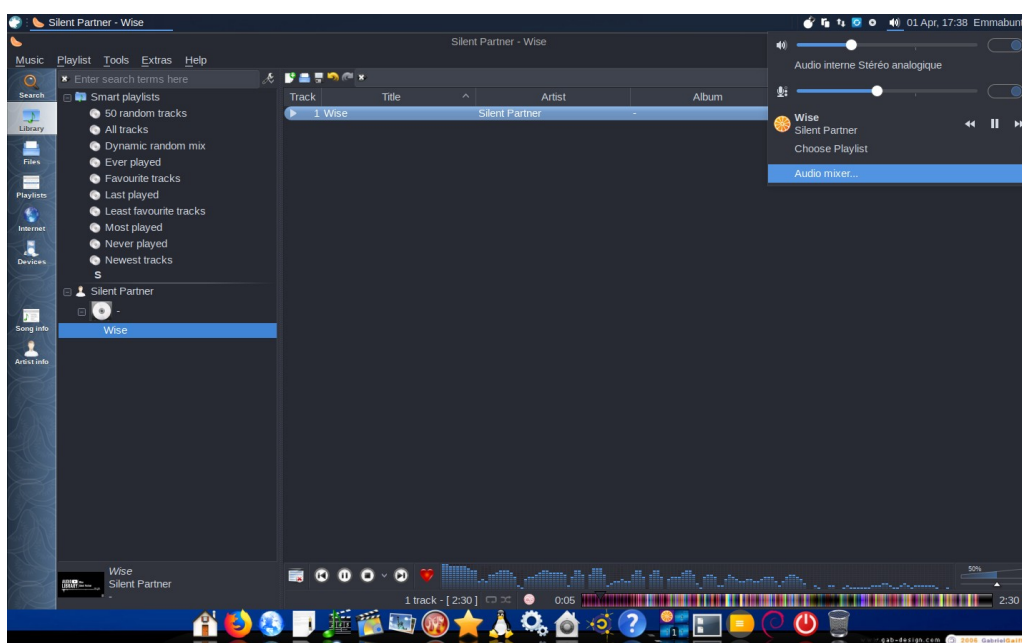 Silent Partner - Wise
01 Apr, 17:38 Emmabunt
Silent Partner - Wise
Music Playlist Tools Extras Help
Search
Library
Files
Playlists
Internet
Devices
Song info
Artist info
Enter search terms here
Smart playlists
50 random tracks
All tracks
Dynamic random mix
Ever played
Favourite tracks
Last played
Least favourite tracks
Most played
Never played
Newest tracks
S
Silent Partner
-
Wise
Track Title Artist Album
1 Wise Silent Partner -
Audio interne Stéréo analogique
Wise
Silent Partner
Choose Playlist
Audio mixer...
Wise
Silent Partner
-
50%
1 track - [ 2:30 ]
0:05
2:30
1
gab-design.com